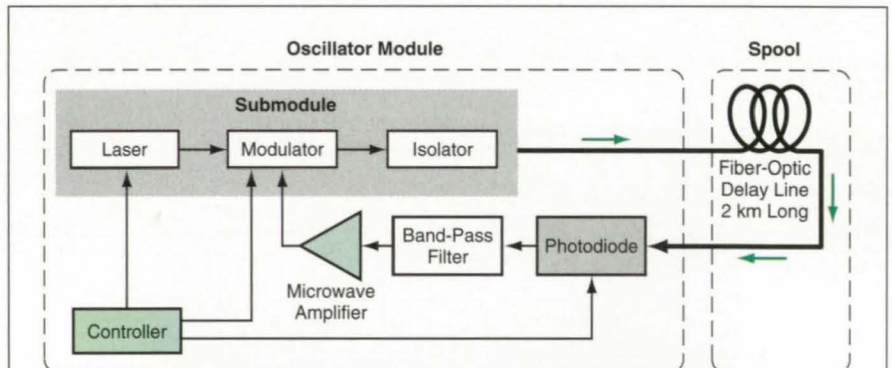 Oscillator Module
Spool
Submodule
Laser
Modulator
Isolator
Fiber-Optic
Delay Line
2 km Long
Band-Pass
Filter
Photodiode
Microwave
Amplifier
Controller